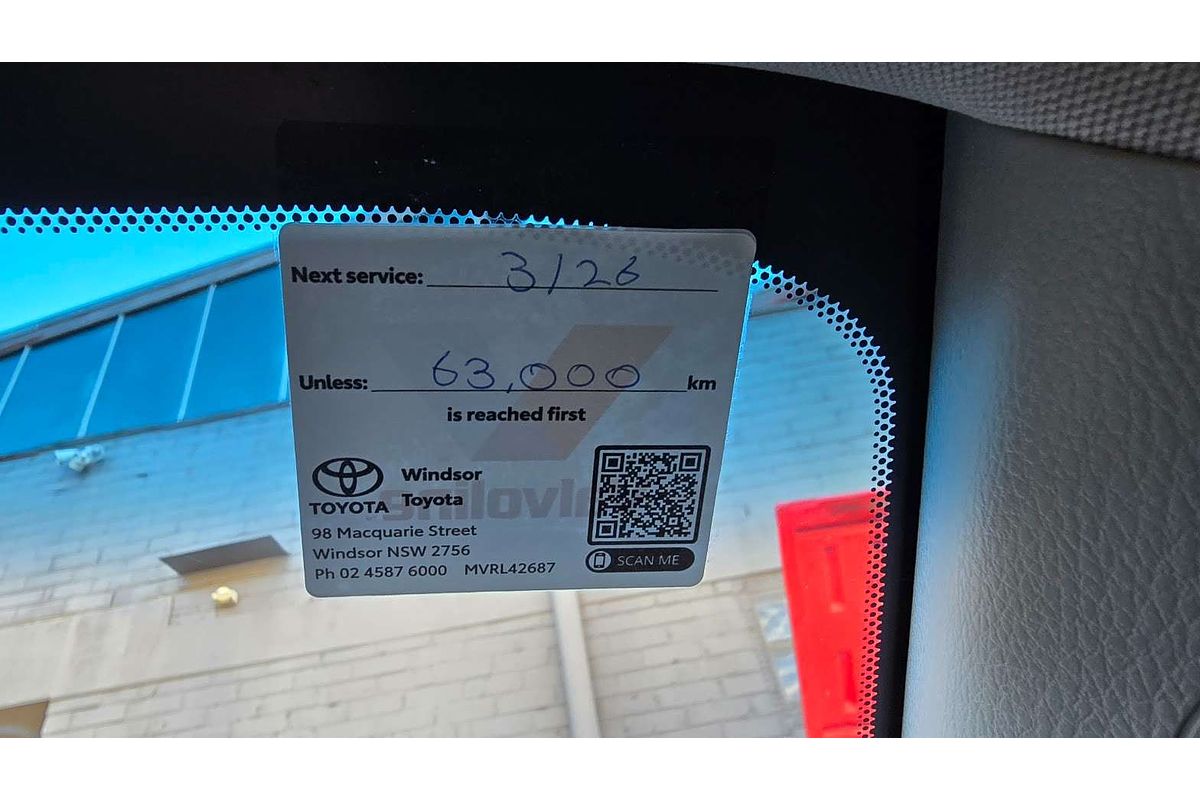 Next service: 3/26
Unless: 63,000 km
is reached first
TOYOTA
Windsor
Toyota
98 Macquarie Street
Windsor NSW 2756
Ph 02 4587 6000 MVRL42687
SCAN ME